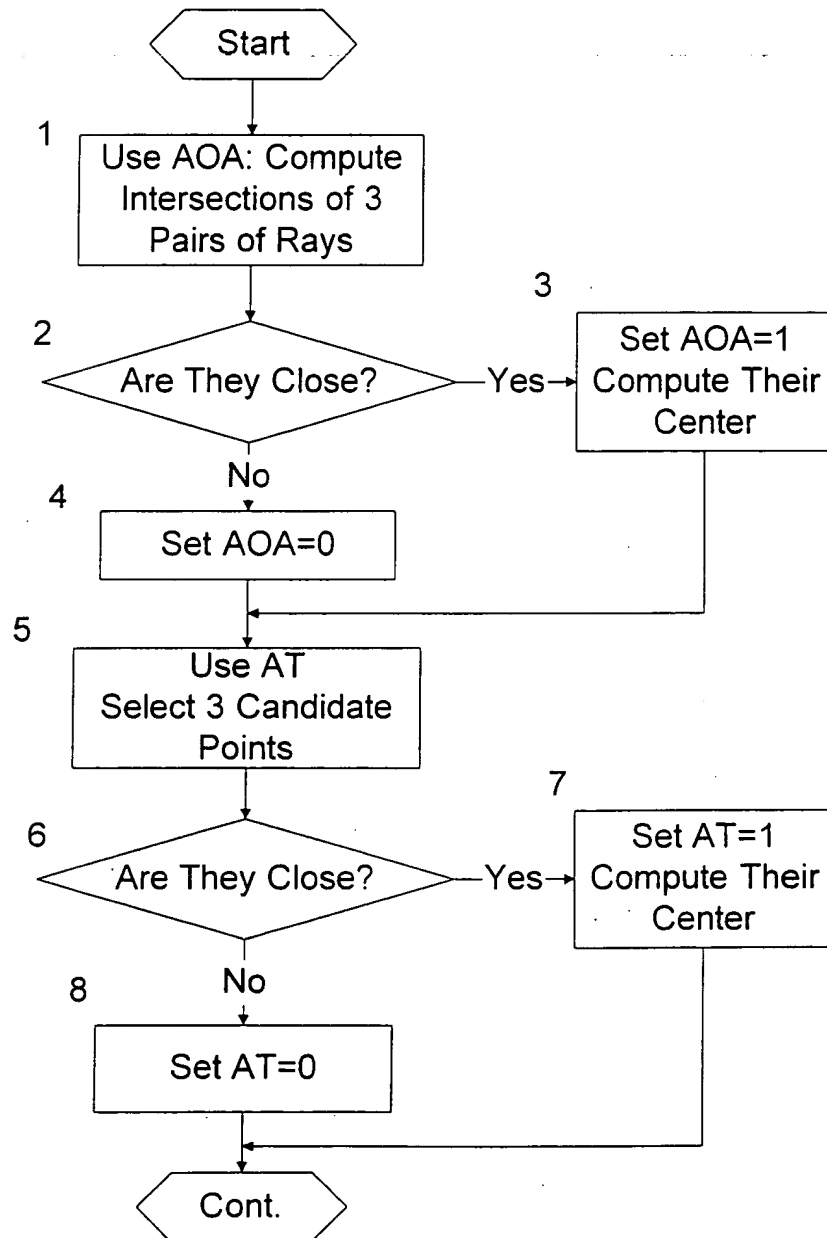 Start
1
Use AOA: Compute
Intersections of 3
Pairs of Rays
2
Are They Close?
Yes
3
Set AOA=1
Compute Their
Center
No
4
Set AOA=0
5
Use AT
Select 3 Candidate
Points
6
Are They Close?
Yes
7
Set AT=1
Compute Their
Center
No
8
Set AT=0
Cont.